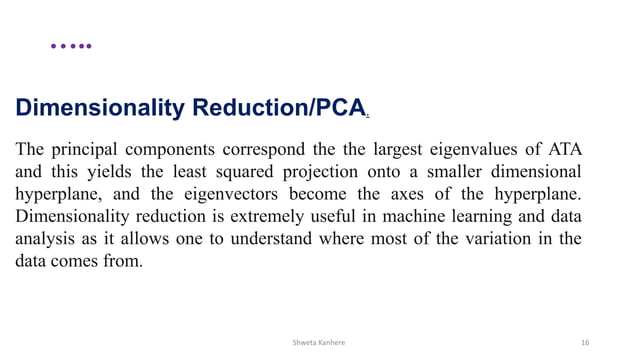 •••••
Dimensionality Reduction/PCA.
The principal components correspond the the largest eigenvalues of ATA
and this yields the least squared projection onto a smaller dimensional
hyperplane, and the eigenvectors become the axes of the hyperplane.
Dimensionality reduction is extremely useful in machine learning and data
analysis as it allows one to understand where most of the variation in the
data comes from.
Shweta Kanhere
16